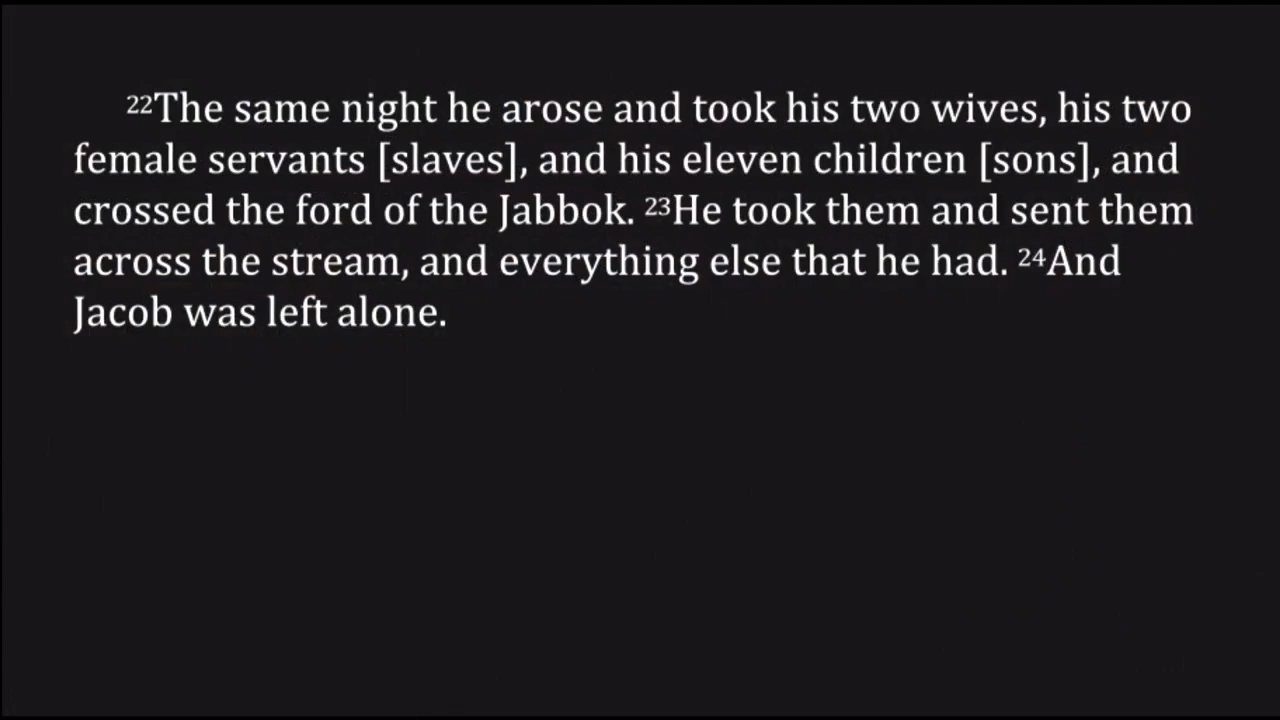 ²²The same night he arose and took his two wives, his two
female servants [slaves], and his eleven children [sons], and
crossed the ford of the Jabbok. ²³He took them and sent them
across the stream, and everything else that he had. ²⁴And
Jacob was left alone.